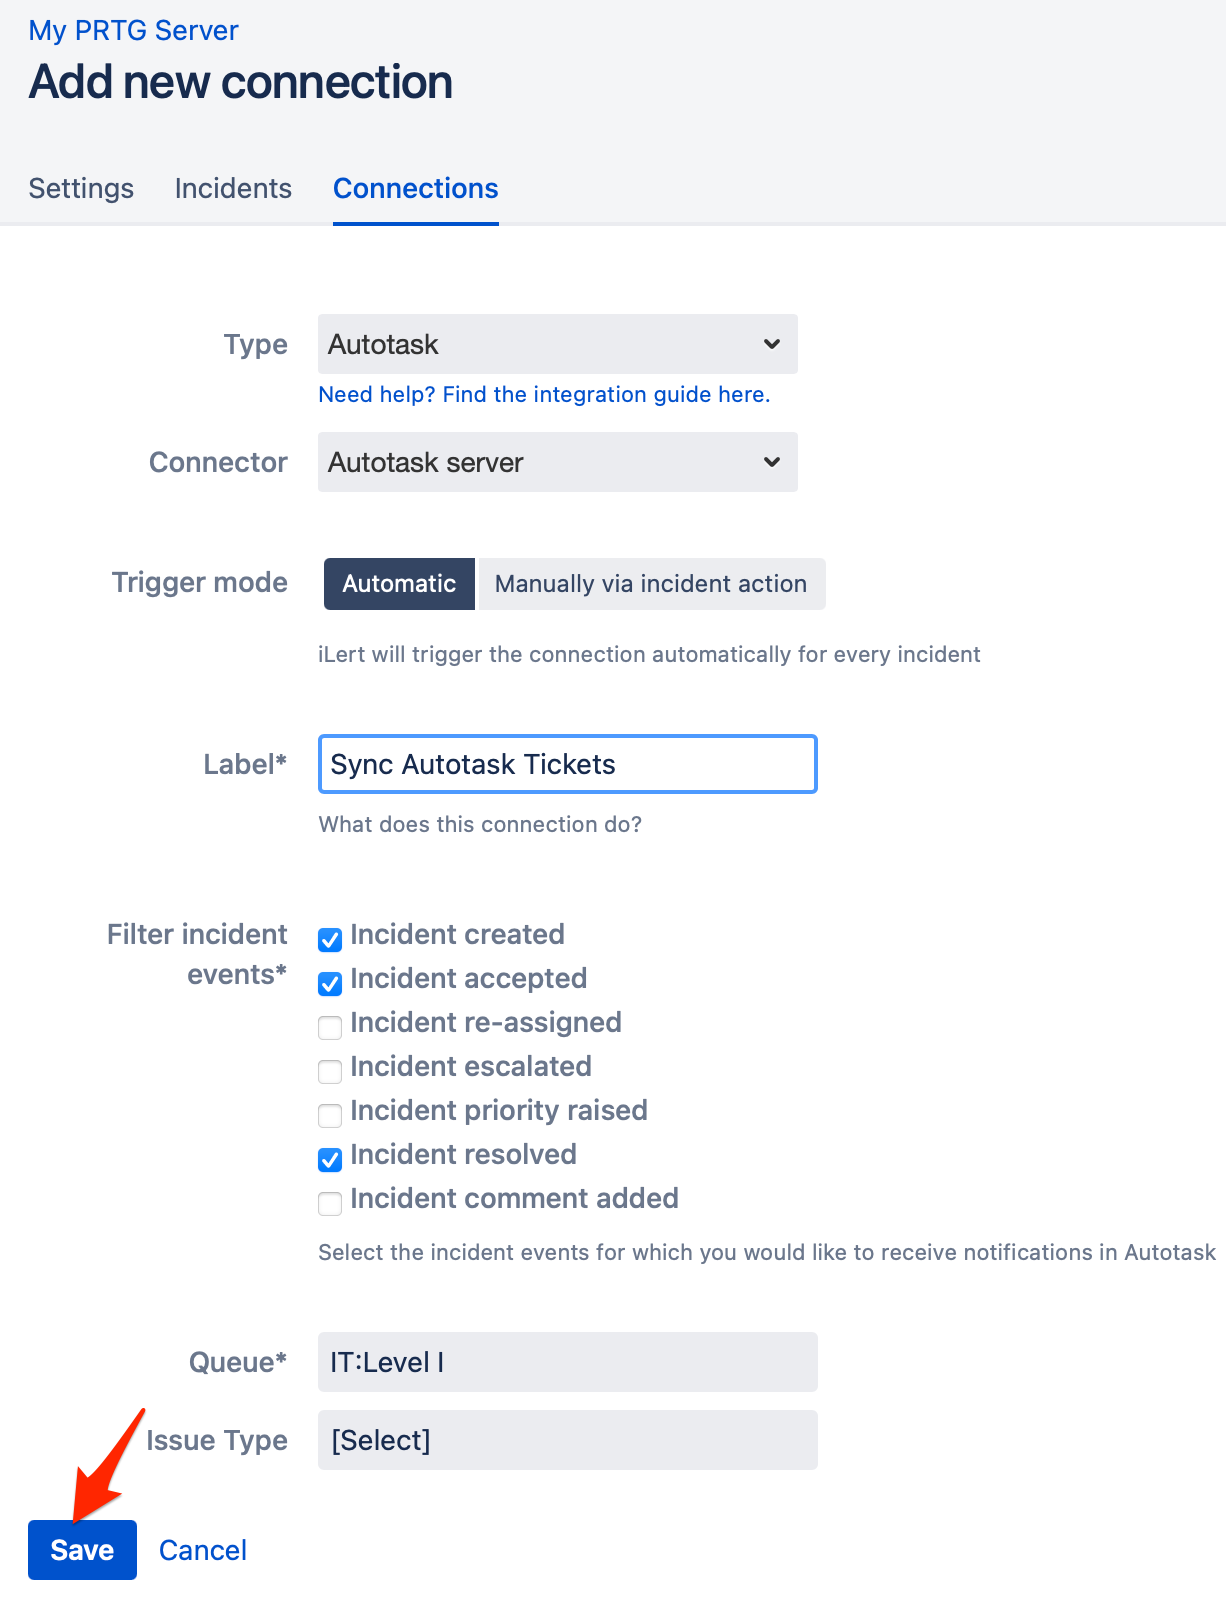 My PRTG Server
Add new connection
Settings Incidents Connections
Type Autotask
Need help? Find the integration guide here.
Connector Autotask server
Trigger mode Automatic Manually via incident action
iLert will trigger the connection automatically for every incident
Label* Sync Autotask Tickets
What does this connection do?
Filter incident events*
Incident created
Incident accepted
Incident re-assigned
Incident escalated
Incident priority raised
Incident resolved
Incident comment added
Select the incident events for which you would like to receive notifications in Autotask
Queue* IT:Level I
Issue Type [Select]
Save Cancel